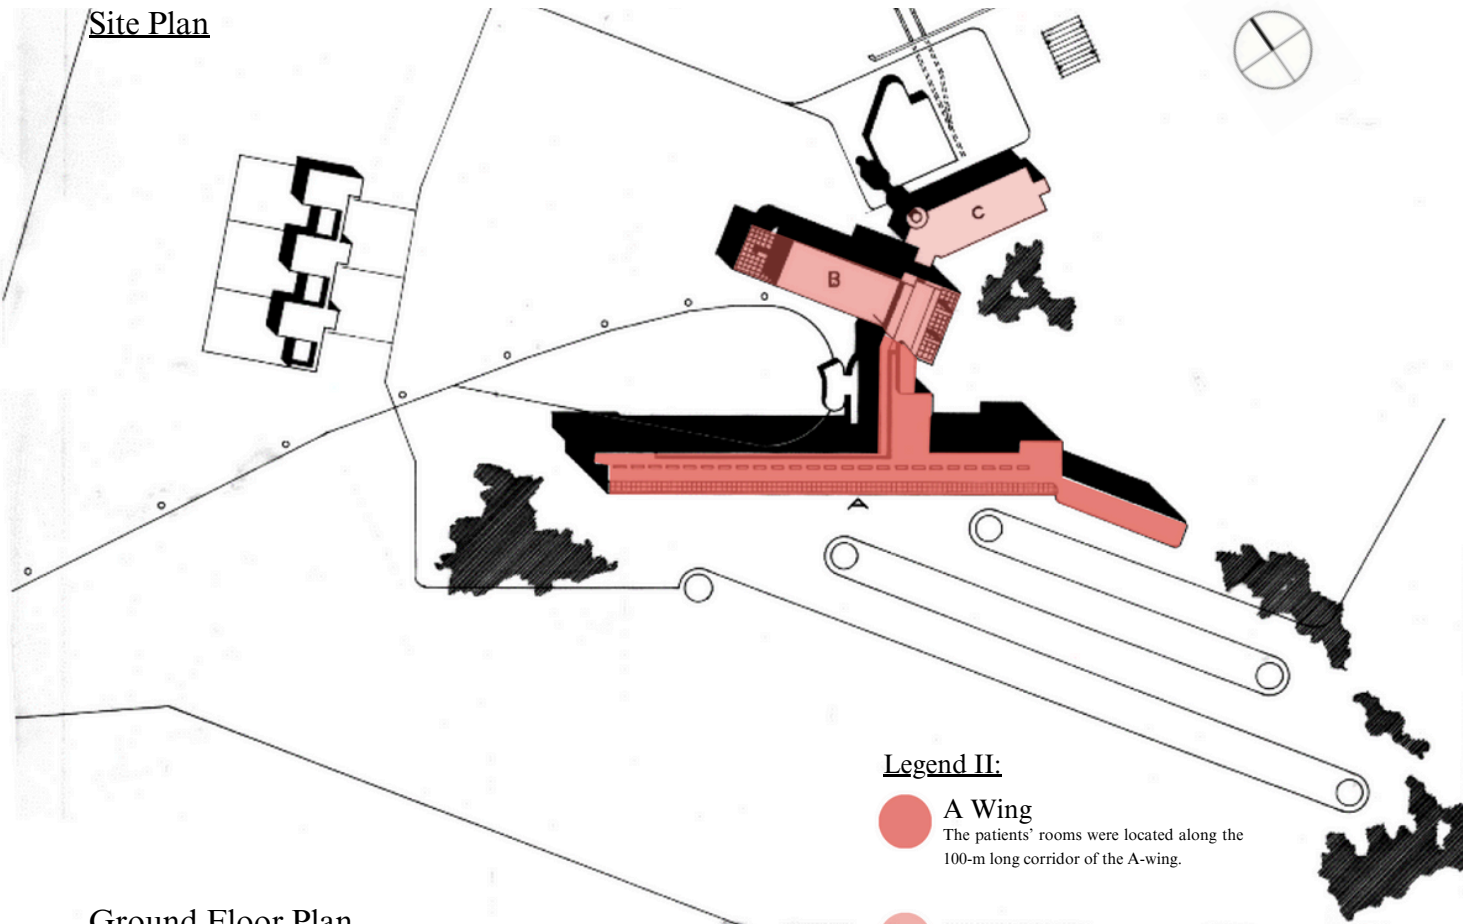 Site Plan
C
B
A
Legend II:
A Wing
The patients’ rooms were located along the
100-m long corridor of the A-wing.
Ground Floor Plan